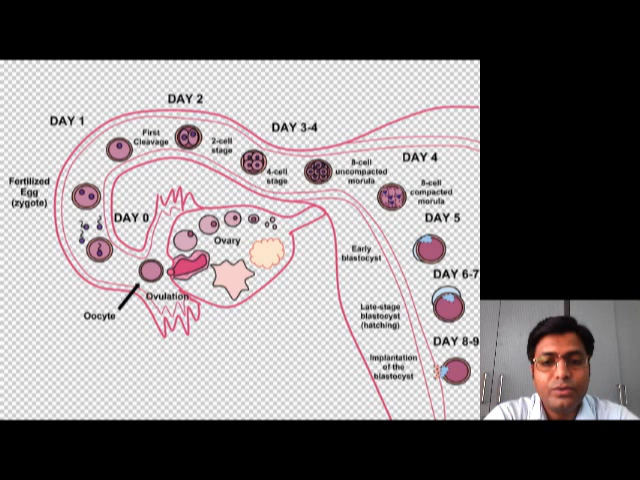 DAY 2
DAY 1
DAY 3-4
First
Cleavage
2-cell
stage
4-cell
stage
8-cell
uncompacted
morula
DAY 4
8-cell
compacted
morula
Fertilized
Egg
(zygote)
DAY 0
DAY 5
Ovary
Early
blastocyst
DAY 6-7
Ovulation
Oocyte
Late-stage
blastocyst
(hatching)
DAY 8-9
Implantation
of the
blastocyst